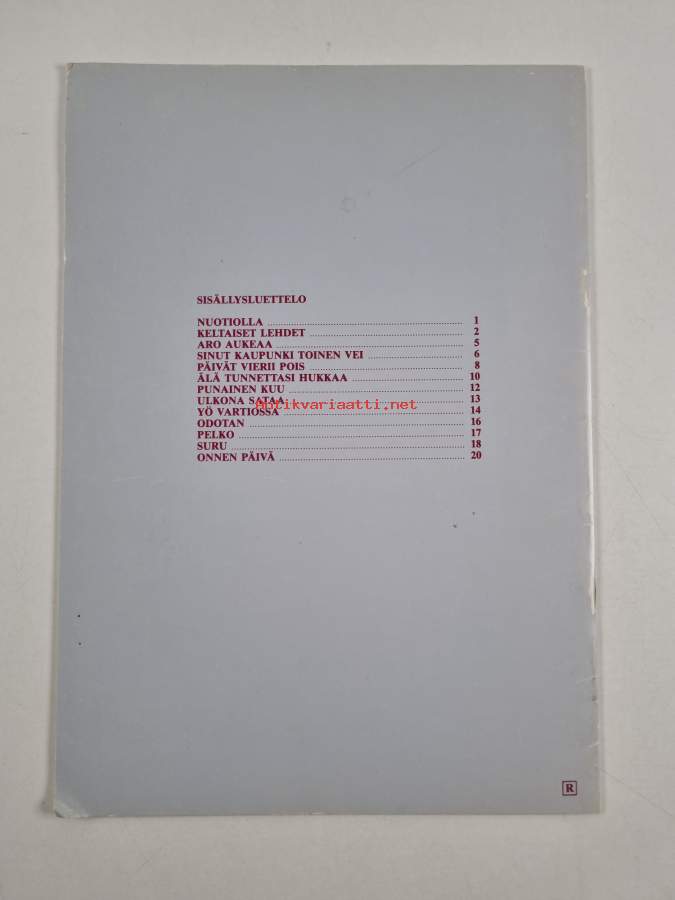 SISÄLLYSLUETTELO
NUOTIOLLA 1
KELTAISET LEHDET 2
ARO AUKEAA 5
SINUT KAUPUNKI TOINEN VEI 6
PÄIVÄT VIERII POIS 8
ÄLÄ TUNNETTASI HUKKAA 10
PUNAINEN KUU 12
ULKONA SATAA 13
antikvariaatti.net
YÖ VARTIOSSA 14
ODOTAN 16
PELKO 17
SURU 18
ONNEN PÄIVÄ 20
R